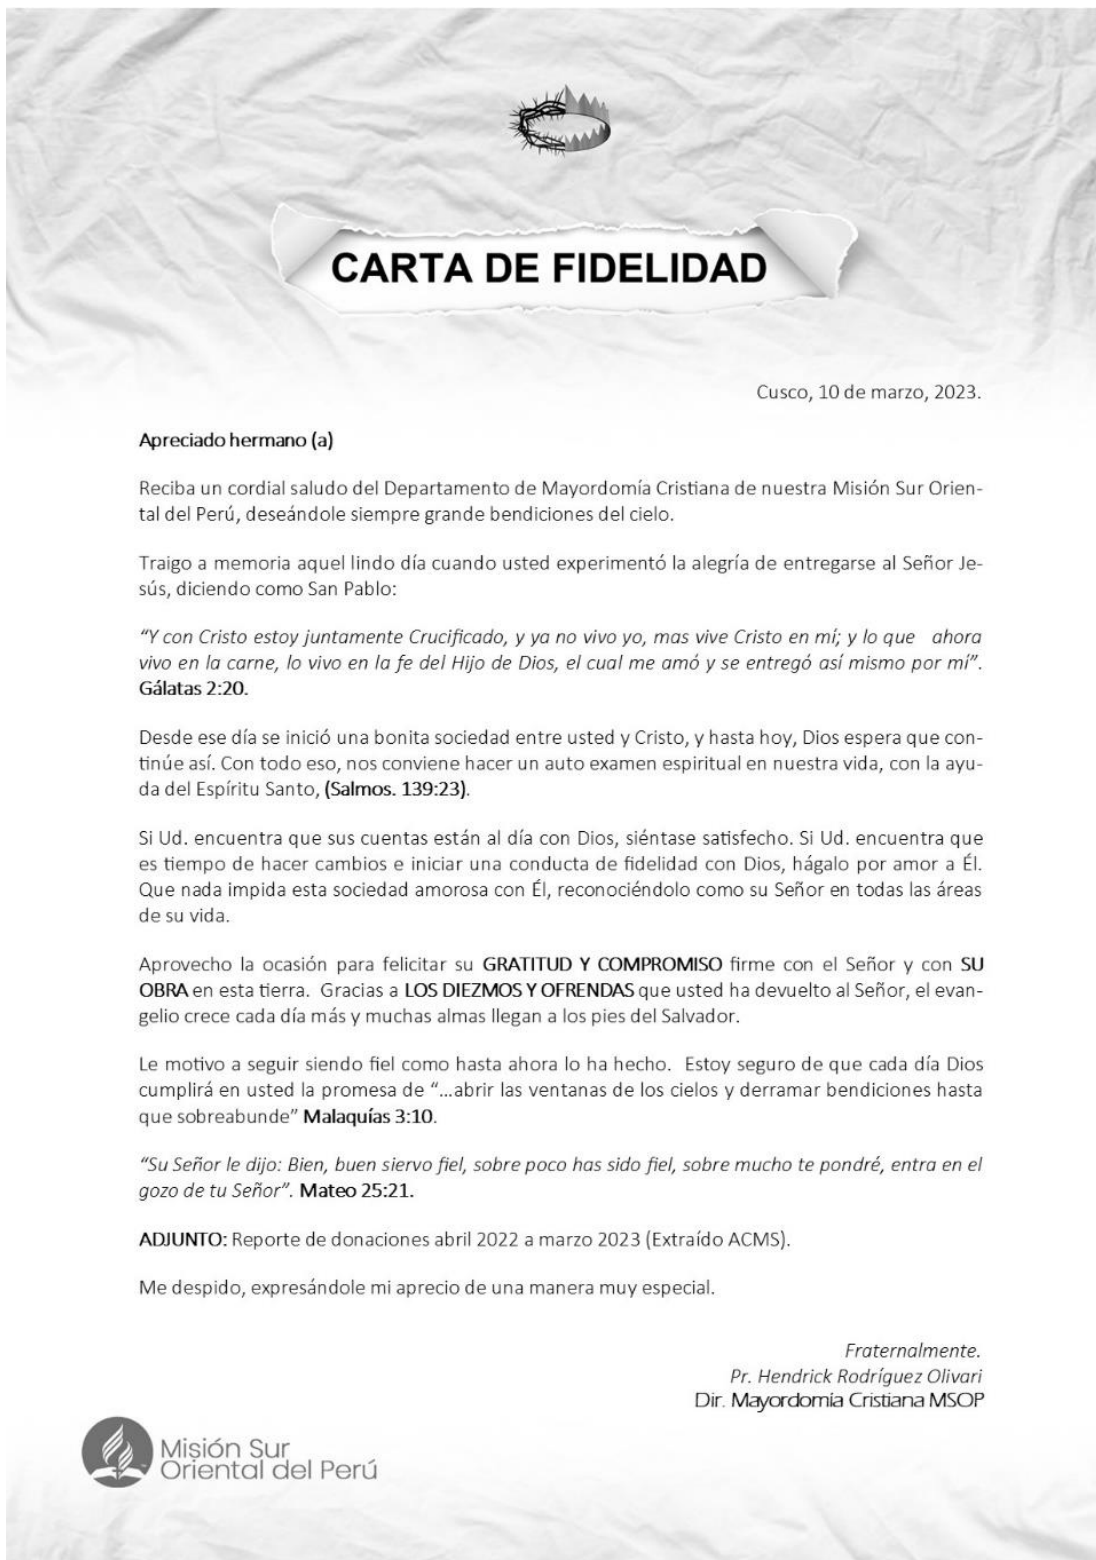 CARTA DE FIDELIDAD
Cusco, 10 de marzo, 2023.
Apreciado hermano (a)
Reciba un cordial saludo del Departamento de Mayordomía Cristiana de nuestra Misión Sur Orien-
tal del Perú, deseándole siempre grande bendiciones del cielo.
Traigo a memoria aquel lindo día cuando usted experimentó la alegría de entregarse al Señor Je-
sús, diciendo como San Pablo:
“Y con Cristo estoy juntamente Crucificado, y ya no vivo yo, mas vive Cristo en mí; y lo que ahora
vivo en la carne, lo vivo en la fe del Hijo de Dios, el cual me amó y se entregó así mismo por mí”.
Gálatas 2:20.
Desde ese día se inició una bonita sociedad entre usted y Cristo, y hasta hoy, Dios espera que con-
tinúe así. Con todo eso, nos conviene hacer un auto examen espiritual en nuestra vida, con la ayu-
da del Espíritu Santo, (Salmos. 139:23).
Si Ud. encuentra que sus cuentas están al día con Dios, siéntase satisfecho. Si Ud. encuentra que
es tiempo de hacer cambios e iniciar una conducta de fidelidad con Dios, hágalo por amor a Él.
Que nada impida esta sociedad amorosa con Él, reconociéndolo como su Señor en todas las áreas
de su vida.
Aprovecho la ocasión para felicitar su GRATITUD Y COMPROMISO firme con el Señor y con SU
OBRA en esta tierra. Gracias a LOS DIEZMOS Y OFRENDAS que usted ha devuelto al Señor, el evan-
gelio crece cada día más y muchas almas llegan a los pies del Salvador.
Le motivo a seguir siendo fiel como hasta ahora lo ha hecho. Estoy seguro de que cada día Dios
cumplirá en usted la promesa de “…abrir las ventanas de los cielos y derramar bendiciones hasta
que sobreabunde” Malaquías 3:10.
“Su Señor le dijo: Bien, buen siervo fiel, sobre poco has sido fiel, sobre mucho te pondré, entra en el
gozo de tu Señor”. Mateo 25:21.
ADJUNTO: Reporte de donaciones abril 2022 a marzo 2023 (Extraído ACMS).
Me despido, expresándole mi aprecio de una manera muy especial.
Fraternalmente.
Pr. Hendrick Rodríguez Olivari
Dir. Mayordomía Cristiana MSOP
Misión Sur
Oriental del Perú